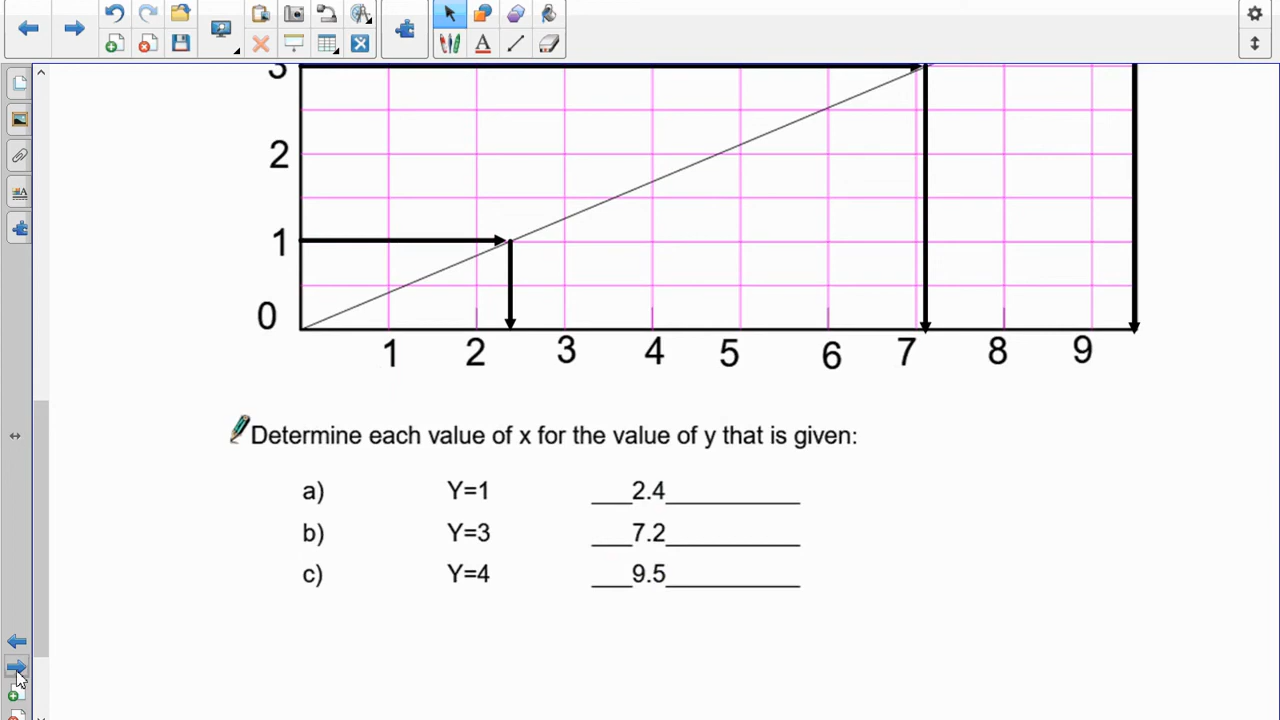 3
2
1
0
1 2 3 4 5 6 7 8 9
Determine each value of x for the value of y that is given:
a) Y=1 ___2.4__________
b) Y=3 ___7.2__________
c) Y=4 ___9.5__________